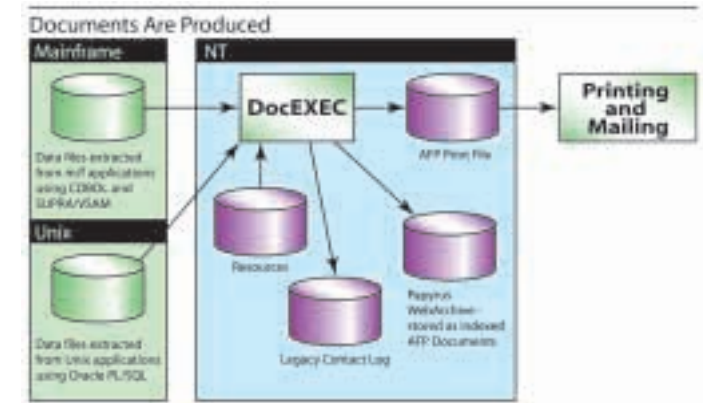 Documents Are Produced
Mainframe
NT
DocEXEC
Printing
and
Mailing
AFP Print File
Data files extracted
from m/f applications
using COBOL and
SUPRA/VSAM
Unix
Resources
Papyrus
WebArchive-
stored as indexed
AFP Documents
Legacy Contact Log
Data files extracted
from Unix applications
using Oracle PL/SQL